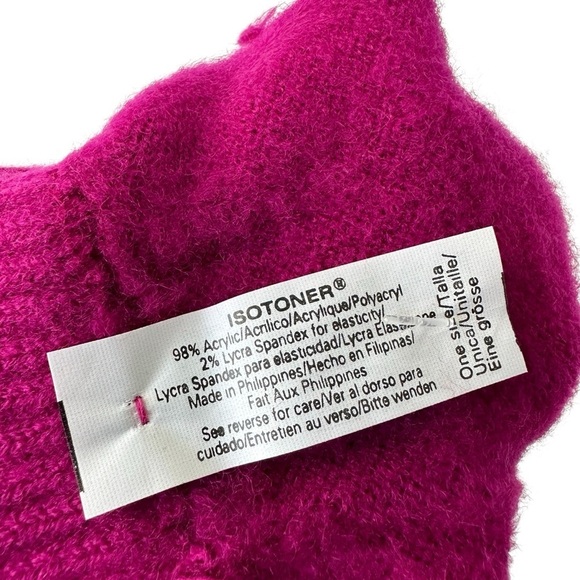 ISOTONER®
98% Acrylic/Acrilico/Acrylique/Polyacryl
2% Lycra Spandex for elasticity/
Lycra Spandex para elasticidad/Lycra
Made in Philippines/Hecho en Filipinas/
Fait Aux Philippines
See reverse for care/Ver al dorso para
cuidado/Entretien au verso/Bitte wenden
One size/Talla
Unica/Unitaille/
Eine grösse